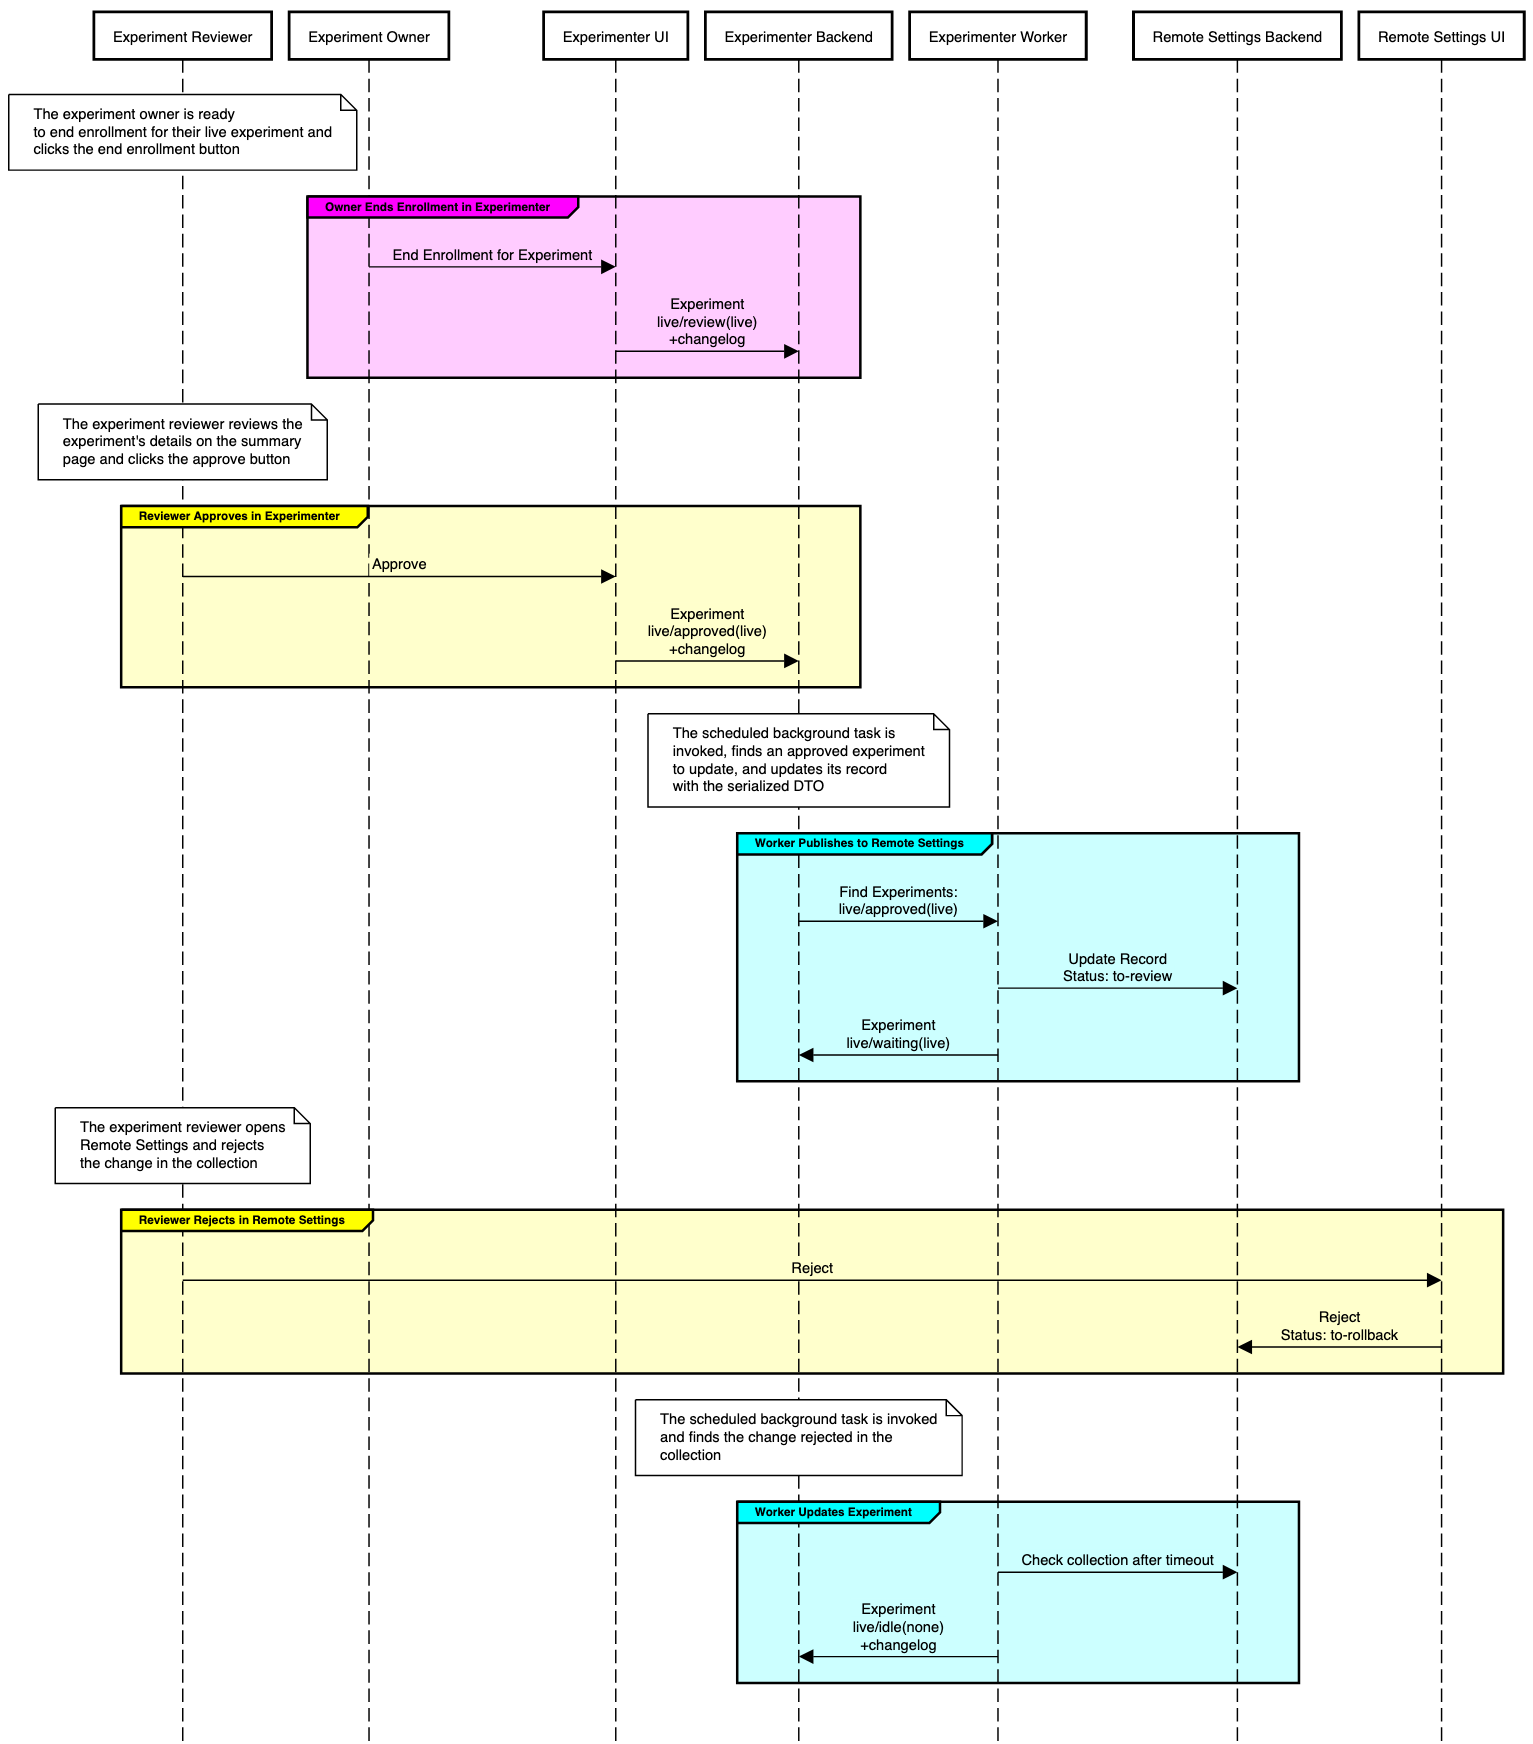 Experiment Reviewer
Experiment Owner
Experimenter UI
Experimenter Backend
Experimenter Worker
Remote Settings Backend
Remote Settings UI
The experiment owner is ready
to end enrollment for their live experiment and
clicks the end enrollment button
Owner Ends Enrollment in Experimenter
End Enrollment for Experiment
Experiment
live/review(live)
+changelog
The experiment reviewer reviews the
experiment's details on the summary
page and clicks the approve button
Reviewer Approves in Experimenter
Approve
Experiment
live/approved(live)
+changelog
The scheduled background task is
invoked, finds an approved experiment
to update, and updates its record
with the serialized DTO
Worker Publishes to Remote Settings
Find Experiments:
live/approved(live)
Update Record
Status: to-review
Experiment
live/waiting(live)
The experiment reviewer opens
Remote Settings and rejects
the change in the collection
Reviewer Rejects in Remote Settings
Reject
Reject
Status: to-rollback
The scheduled background task is invoked
and finds the change rejected in the
collection
Worker Updates Experiment
Check collection after timeout
Experiment
live/idle(none)
+changelog